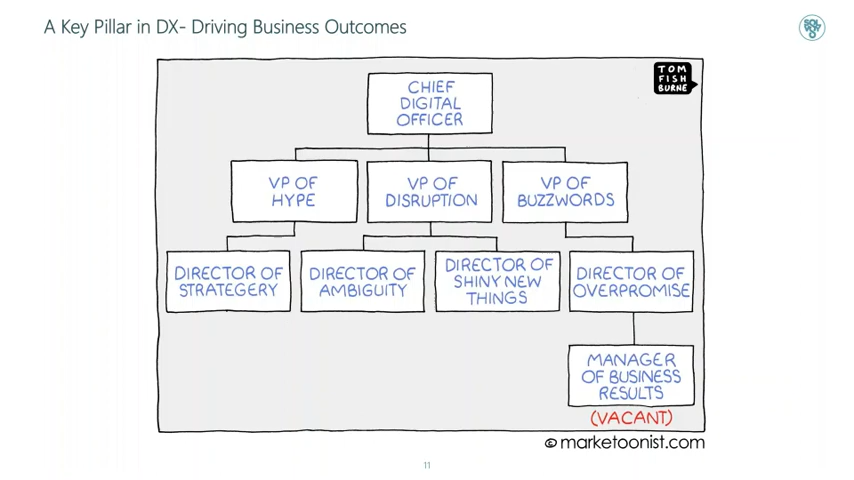 A Key Pillar in DX- Driving Business Outcomes
TOM
FISH
BURNE
CHIEF
DIGITAL
OFFICER
VP OF
HYPE
VP OF
DISRUPTION
VP OF
BUZZWORDS
DIRECTOR OF
STRATEGERY
DIRECTOR OF
AMBIGUITY
DIRECTOR OF
SHINY NEW
THINGS
DIRECTOR OF
OVERPROMISE
MANAGER
OF BUSINESS
RESULTS
(VACANT)
© marketoonist.com
11